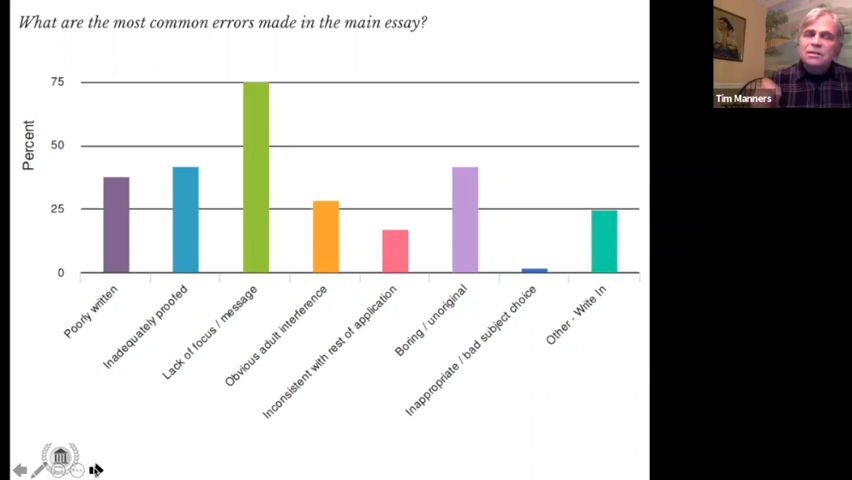 What are the most common errors made in the main essay?
Tim Manners
75
50
25
0
Percent
Poorly written
Inadequately proofed
Lack of focus / message
Obvious adult interference
Inconsistent with rest of application
Boring / unoriginal
Inappropriate / bad subject choice
Other - Write In